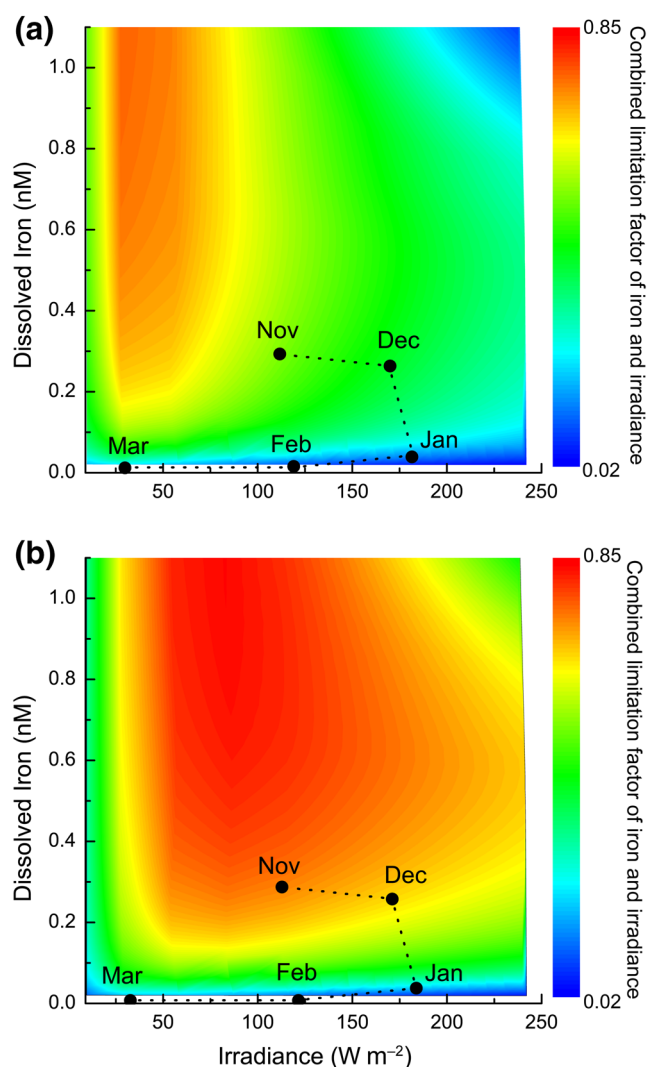 (a)
1.0
0.8
0.6
0.4
0.2
0.0
Dissolved Iron (nM)
Nov
Dec
Mar
Feb
Jan
50
100
150
200
250
0.85
0.02
Combined limitation factor of iron and irradiance
(b)
1.0
0.8
0.6
0.4
0.2
0.0
Dissolved Iron (nM)
Nov
Dec
Mar
Feb
Jan
50
100
150
200
250
Irradiance (W m⁻²)
0.85
0.02
Combined limitation factor of iron and irradiance